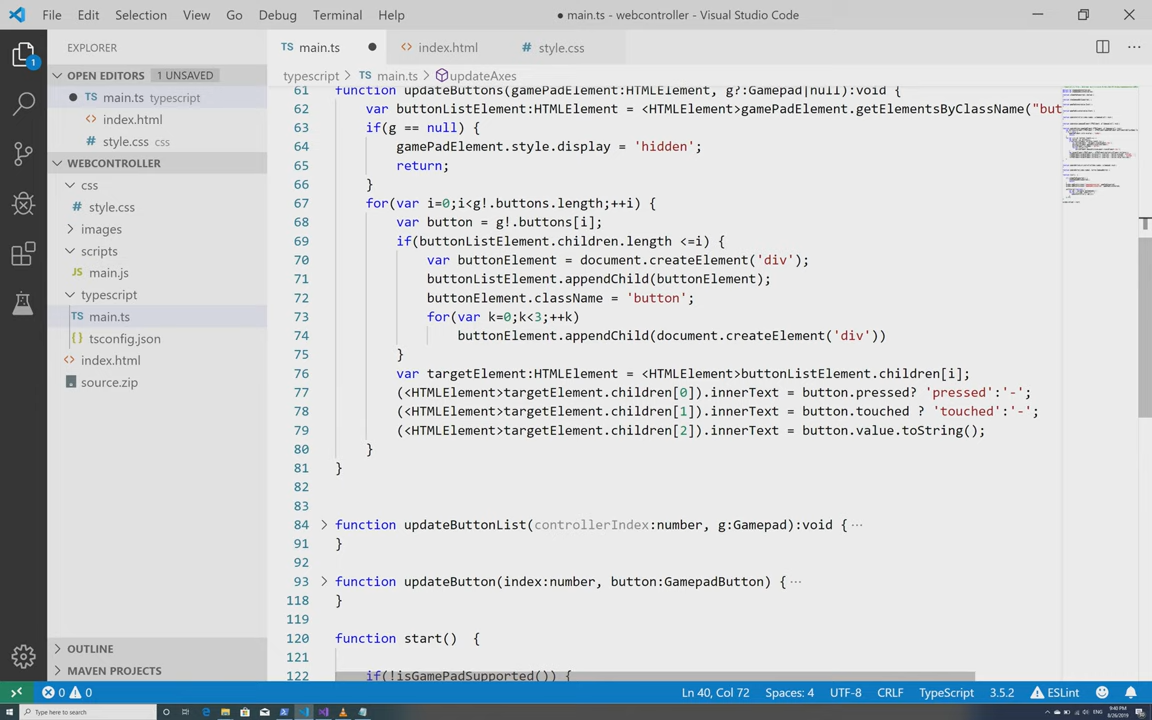 File Edit Selection View Go Debug Terminal Help ● main.ts - webcontroller - Visual Studio Code
EXPLORER
OPEN EDITORS 1 UNSAVED
● TS main.ts typescript
<> index.html
# style.css css
WEBCONTROLLER
css
# style.css
images
scripts
JS main.js
typescript
TS main.ts
{} tsconfig.json
<> index.html
source.zip
OUTLINE
MAVEN PROJECTS
TS main.ts ● <> index.html # style.css
typescript > TS main.ts > updateAxes
61 function updateButtons(gamePadElement:HTMLElement, g?:Gamepad|null):void {
62 var buttonListElement:HTMLElement = <HTMLElement>gamePadElement.getElementsByClassName("but
63 if(g == null) {
64 gamePadElement.style.display = 'hidden';
65 return;
66 }
67 for(var i=0;i<g!.buttons.length;++i) {
68 var button = g!.buttons[i];
69 if(buttonListElement.children.length <=i) {
70 var buttonElement = document.createElement('div');
71 buttonListElement.appendChild(buttonElement);
72 buttonElement.className = 'button';
73 for(var k=0;k<3;++k)
74 buttonElement.appendChild(document.createElement('div'))
75 }
76 var targetElement:HTMLElement = <HTMLElement>buttonListElement.children[i];
77 (<HTMLElement>targetElement.children[0]).innerText = button.pressed? 'pressed':'-';
78 (<HTMLElement>targetElement.children[1]).innerText = button.touched ? 'touched':'-';
79 (<HTMLElement>targetElement.children[2]).innerText = button.value.toString();
80 }
81 }
82
83
84 > function updateButtonList(controllerIndex:number, g:Gamepad):void { ···
91 }
92
93 > function updateButton(index:number, button:GamepadButton) { ···
118 }
119
120 function start() {
121
122 if(!isGamePadSupported()) {
0 0 Ln 40, Col 72 Spaces: 4 UTF-8 CRLF TypeScript 3.5.2 ESLint
Type here to search 9:40 PM
8/26/2019